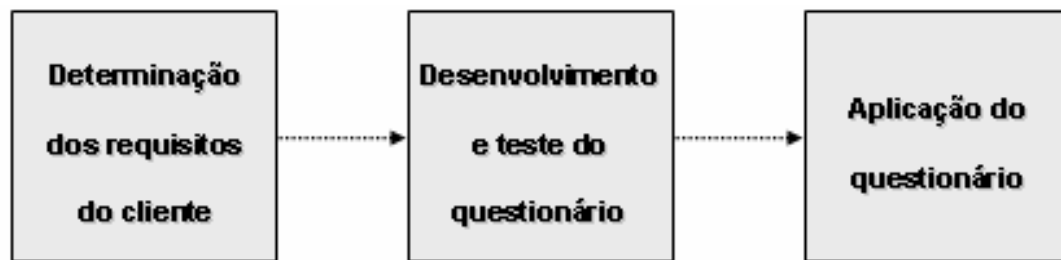 Determinação
dos requisitos
do cliente
Desenvolvimento
e teste do
questionário
Aplicação do
questionário